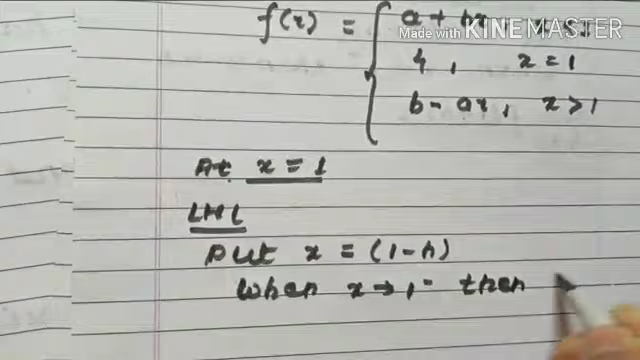 f(x) = { a + bx,
Made with KINEMASTER
4, x = 1
b - ax, x > 1
At x = 1
LHL
Put x = (1-h)
When x → 1⁻ then